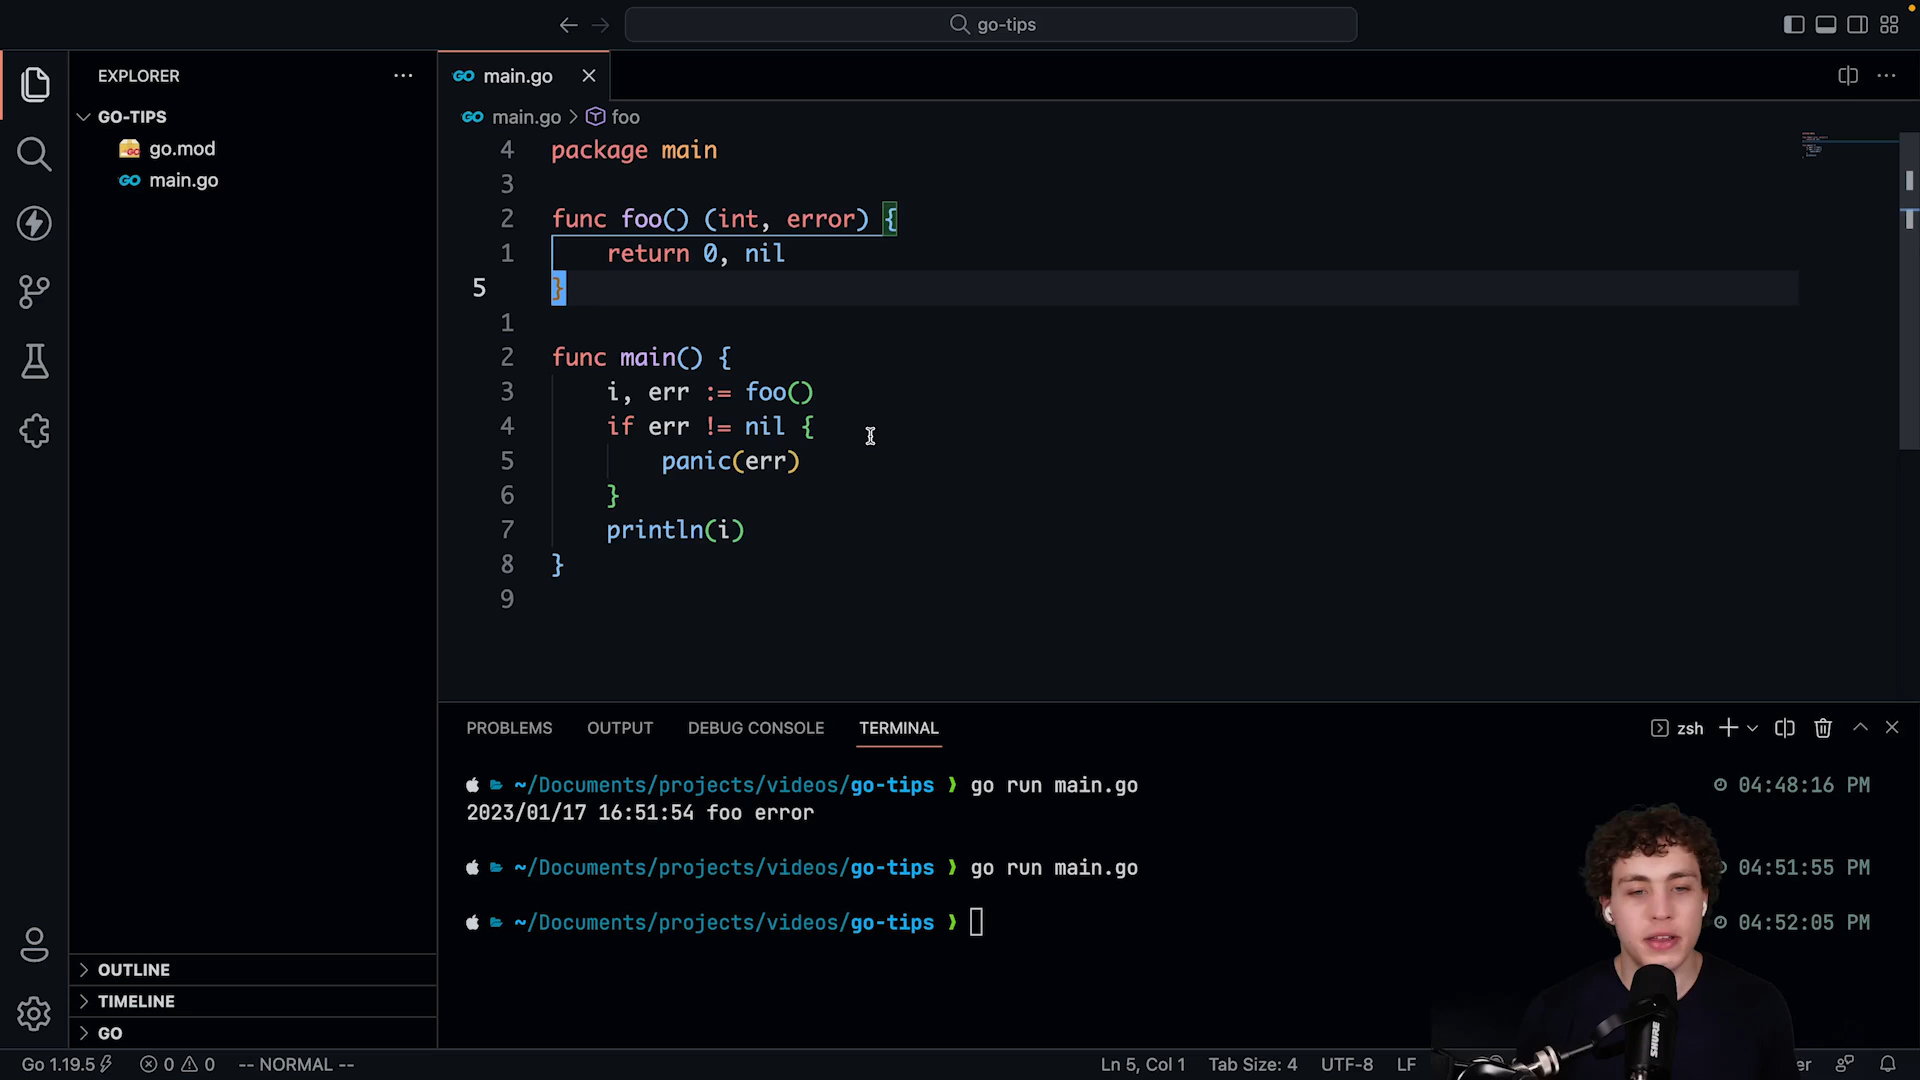 go-tips
EXPLORER
GO-TIPS
go.mod
main.go
main.go
main.go > foo
4 package main
3
2 func foo() (int, error) {
1 return 0, nil
5 }
1
2 func main() {
3 i, err := foo()
4 if err != nil {
5 panic(err)
6 }
7 println(i)
8 }
9
PROBLEMS OUTPUT DEBUG CONSOLE TERMINAL
zsh
~/Documents/projects/videos/go-tips ❯ go run main.go 04:48:16 PM
2023/01/17 16:51:54 foo error
~/Documents/projects/videos/go-tips ❯ go run main.go 04:51:55 PM
~/Documents/projects/videos/go-tips ❯ 04:52:05 PM
OUTLINE
TIMELINE
GO
Go 1.19.5 0 0 -- NORMAL -- Ln 5, Col 1 Tab Size: 4 UTF-8 LF
SHURE